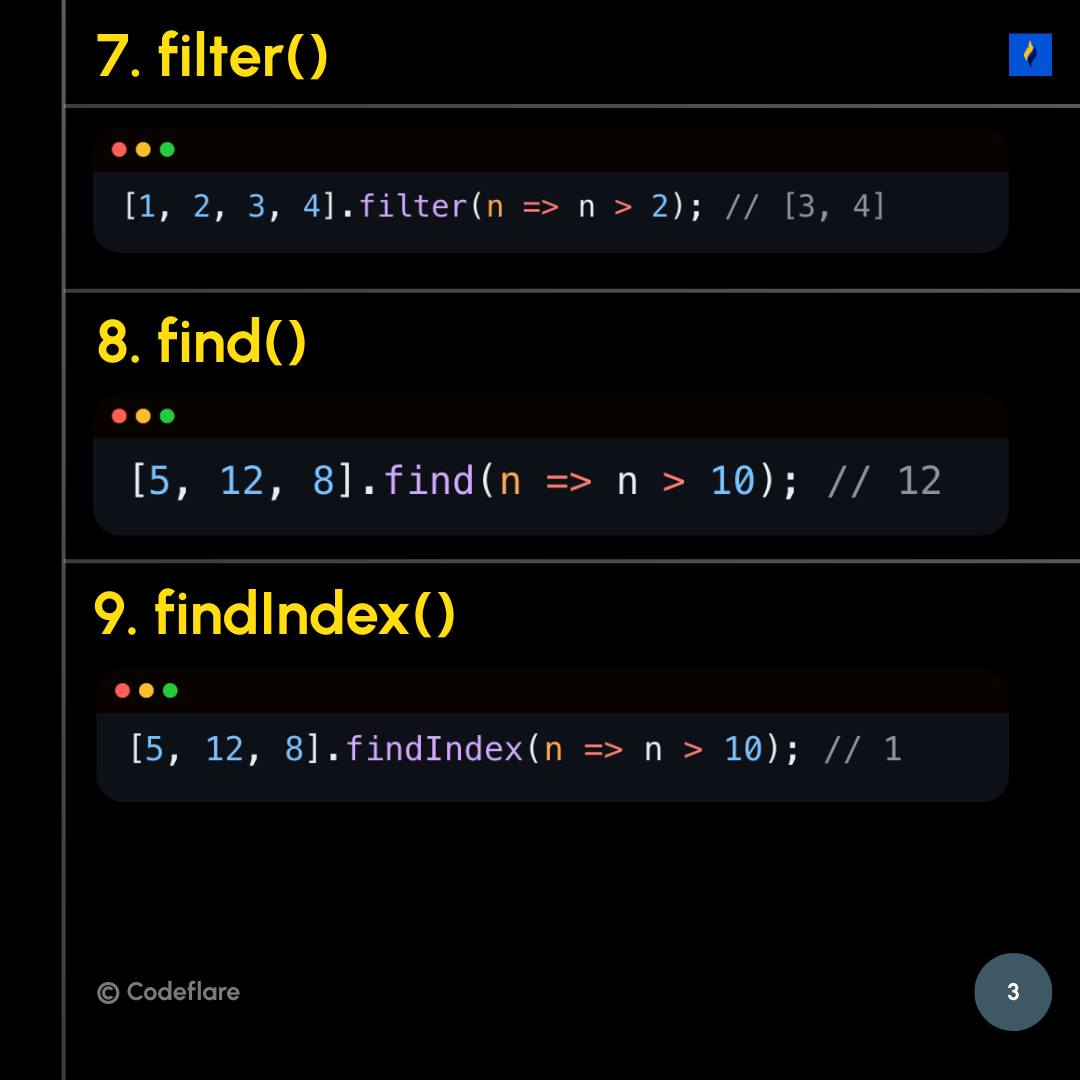 7. filter()
[1, 2, 3, 4].filter(n => n > 2); // [3, 4]
8. find()
[5, 12, 8].find(n => n > 10); // 12
9. findIndex()
[5, 12, 8].findIndex(n => n > 10); // 1
© Codeflare
3